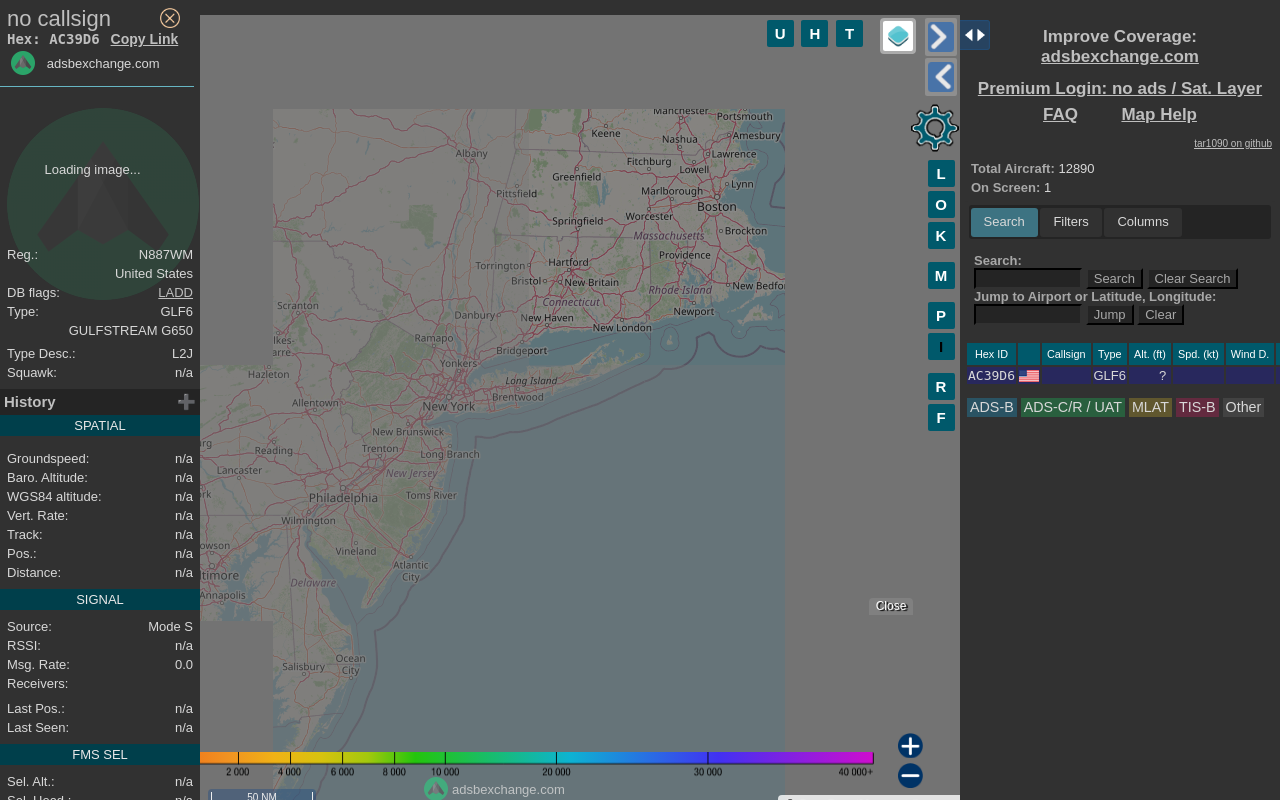 no callsign
Hex: AC39D6 Copy Link
adsbexchange.com
Loading image...
Reg.: N887WM
United States
DB flags: LADD
Type: GLF6
GULFSTREAM G650
Type Desc.: L2J
Squawk: n/a
History
SPATIAL
Groundspeed: n/a
Baro. Altitude: n/a
WGS84 altitude: n/a
Vert. Rate: n/a
Track: n/a
Pos.: n/a
Distance: n/a
SIGNAL
Source: Mode S
RSSI: n/a
Msg. Rate: 0.0
Receivers:
Last Pos.: n/a
Last Seen: n/a
FMS SEL
Sel. Alt.: n/a
Sel. Head.: n/a
U H T
Manchester
Portsmouth
Keene
Nashua
Amesbury
Albany
Fitchburg
Lawrence
Greenfield
Lowell
Pittsfield
Marlborough
Lynn
Worcester
Boston
Springfield
Massachusetts
Brockton
Torrington
Hartford
Providence
Bristol
New Britain
Rhode Island
New Bedfor
Connecticut
Scranton
Danbury
New Haven
New London
Newport
Ramapo
lkes-
arre
Bridgeport
Yonkers
Hazleton
Long Island
Brentwood
Allentown
New York
New Brunswick
Reading
Trenton
Long Branch
Lancaster
New Jersey
Philadelphia
Toms River
Wilmington
owson
Vineland
Atlantic
City
ltimore
Delaware
Annapolis
Salisbury
Ocean
City
L
O
K
M
P
I
R
F
Close
2 000 4 000 6 000 8 000 10 000 20 000 30 000 40 000+
adsbexchange.com
50 NM
Improve Coverage:
adsbexchange.com
Premium Login: no ads / Sat. Layer
FAQ Map Help
tar1090 on github
Total Aircraft: 12890
On Screen: 1
Search Filters Columns
Search:
Search Clear Search
Jump to Airport or Latitude, Longitude:
Jump Clear
Hex ID Callsign Type Alt. (ft) Spd. (kt) Wind D.
AC39D6 GLF6 ?
ADS-B ADS-C/R / UAT MLAT TIS-B Other